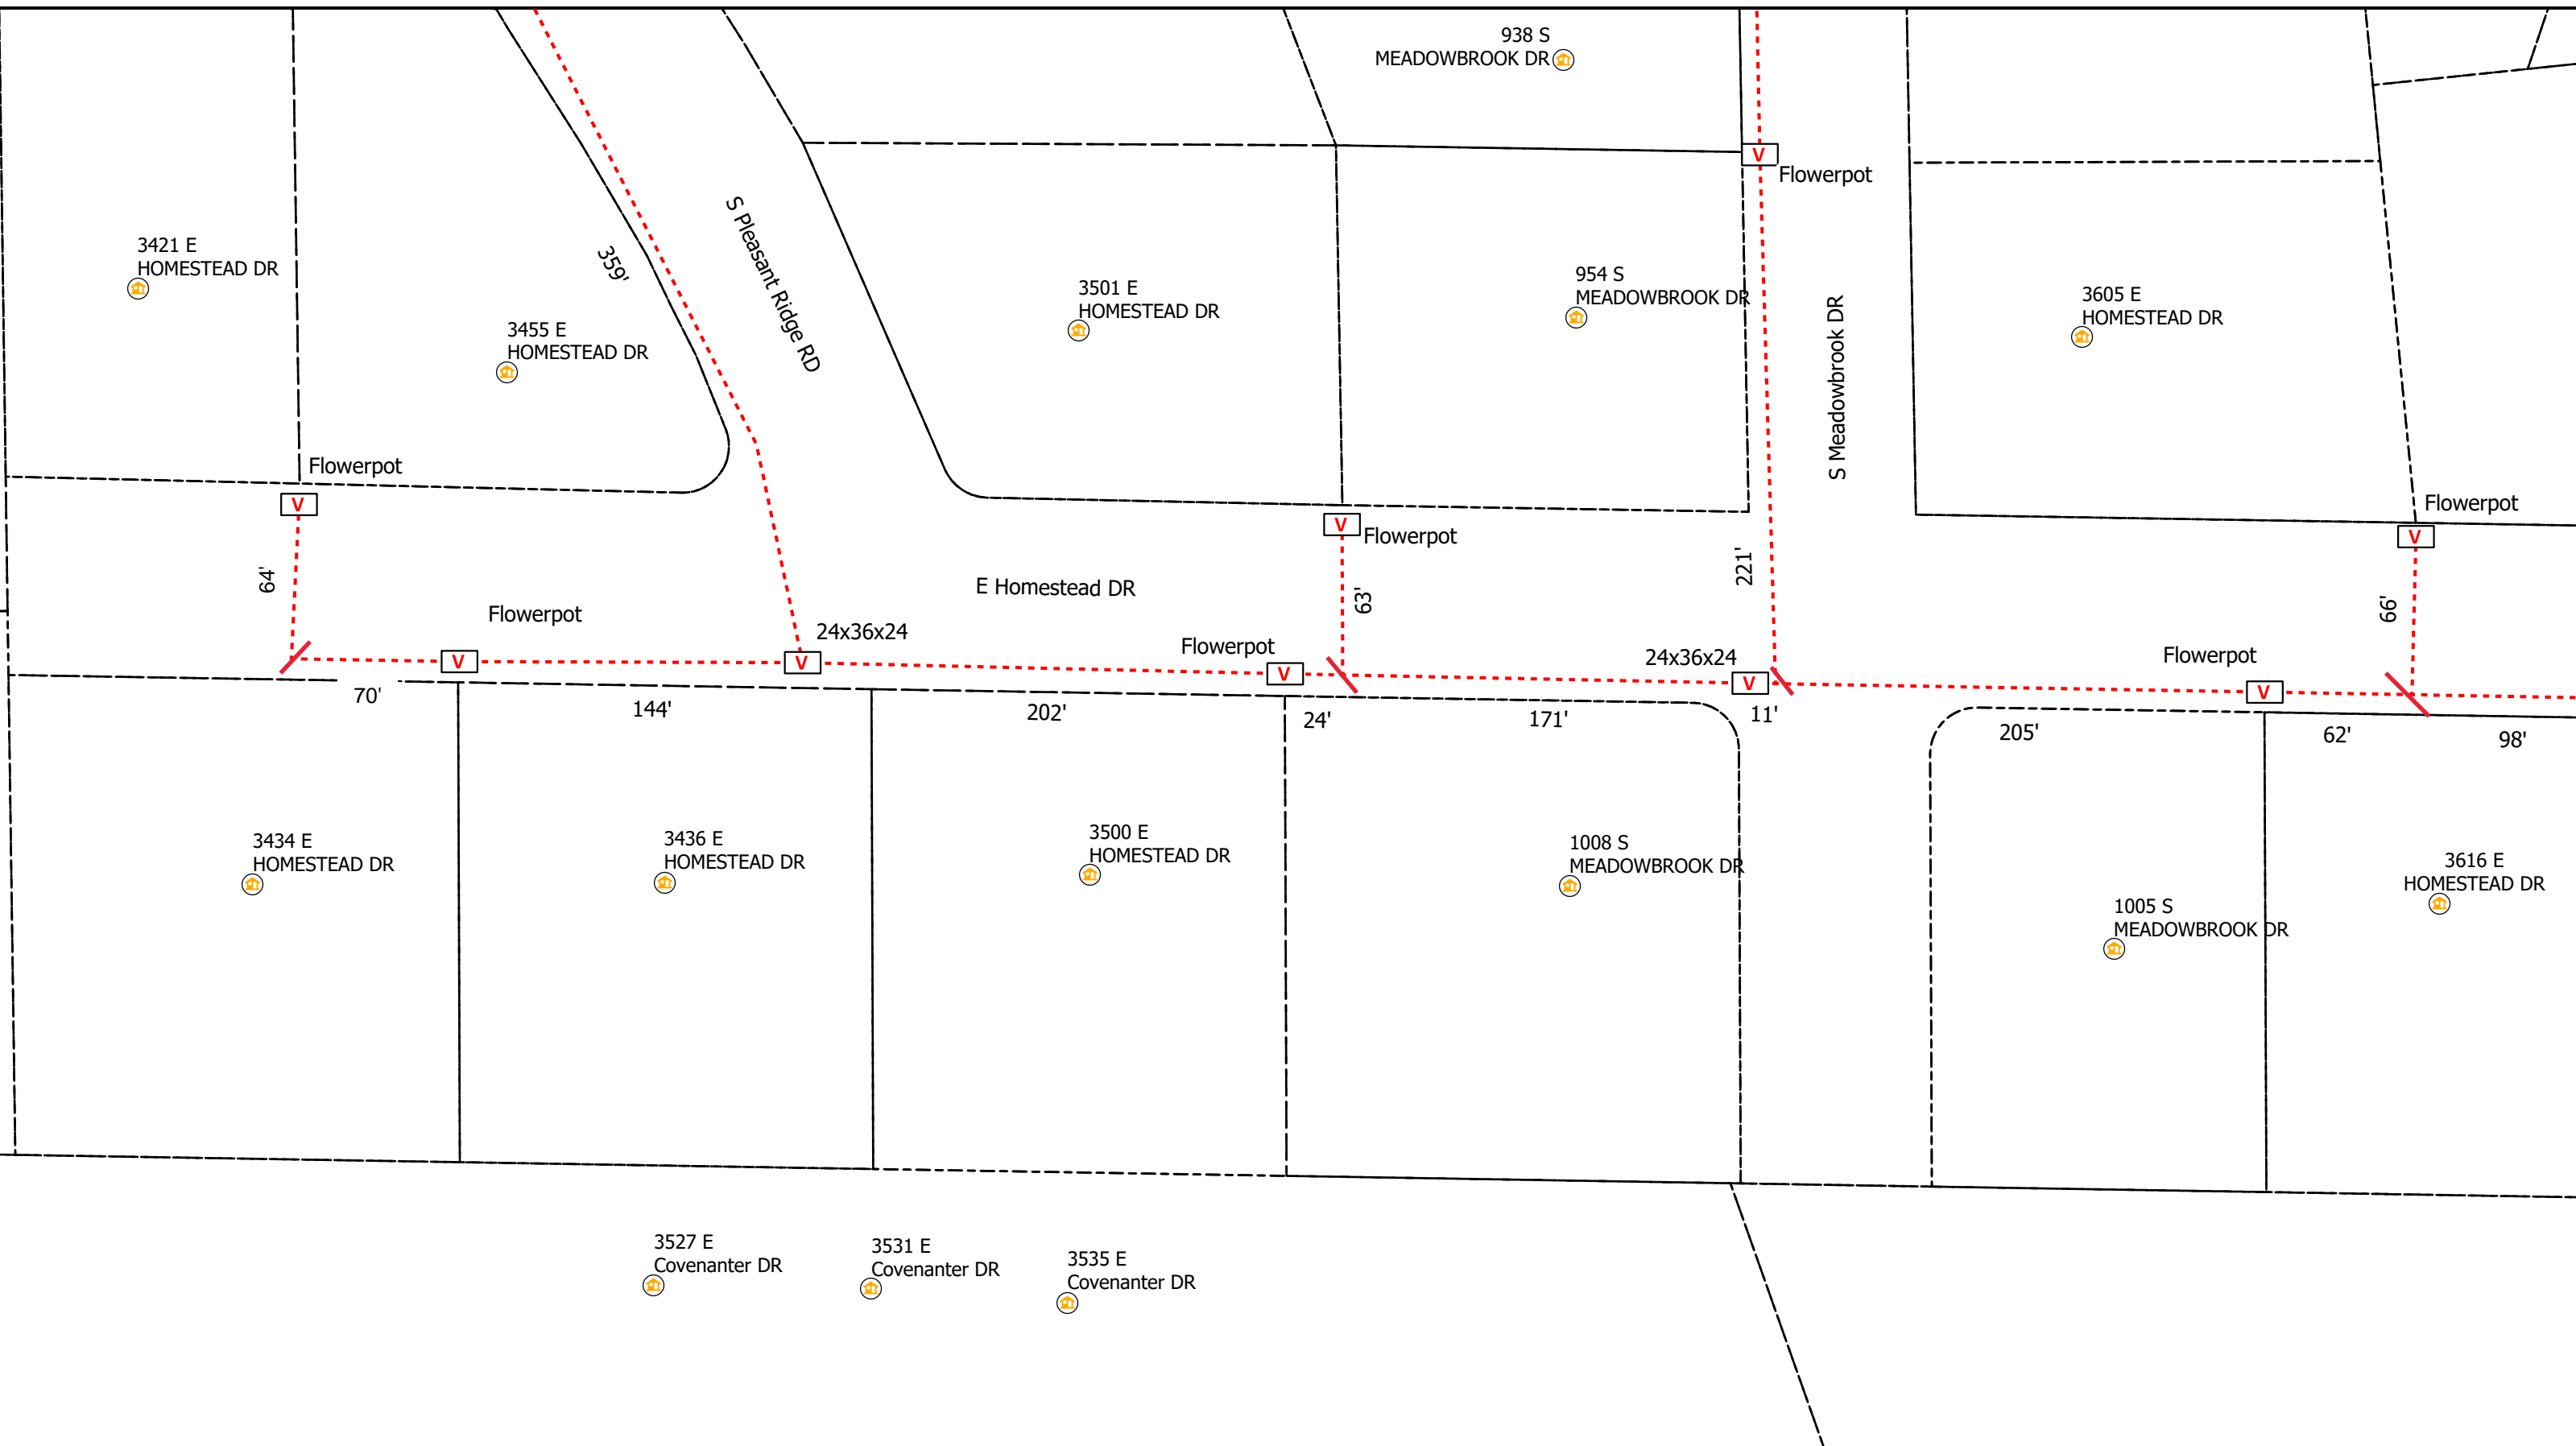 938 S
MEADOWBROOK DR
V
Flowerpot
S Pleasant Ridge RD
359'
3421 E
HOMESTEAD DR
3455 E
HOMESTEAD DR
3501 E
HOMESTEAD DR
954 S
MEADOWBROOK DR
S Meadowbrook DR
3605 E
HOMESTEAD DR
Flowerpot
V
V
Flowerpot
Flowerpot
V
64'
Flowerpot
E Homestead DR
63'
221'
66'
24x36x24
Flowerpot
24x36x24
Flowerpot
V
V
V
V
V
70'
144'
202'
24'
171'
11'
205'
62'
98'
3434 E
HOMESTEAD DR
3436 E
HOMESTEAD DR
3500 E
HOMESTEAD DR
1008 S
MEADOWBROOK DR
1005 S
MEADOWBROOK DR
3616 E
HOMESTEAD DR
3527 E
Covenanter DR
3531 E
Covenanter DR
3535 E
Covenanter DR